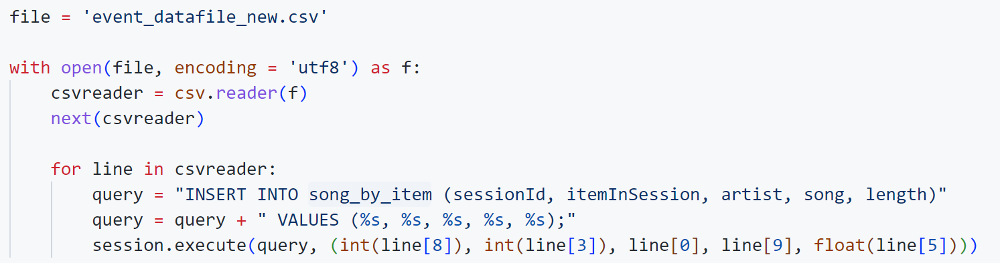 file = 'event_datafile_new.csv'
with open(file, encoding = 'utf8') as f:
    csvreader = csv.reader(f)
    next(csvreader)
    for line in csvreader:
        query = "INSERT INTO song_by_item (sessionId, itemInSession, artist, song, length)"
        query = query + " VALUES (%s, %s, %s, %s, %s);"
        session.execute(query, (int(line[8]), int(line[3]), line[0], line[9], float(line[5])))